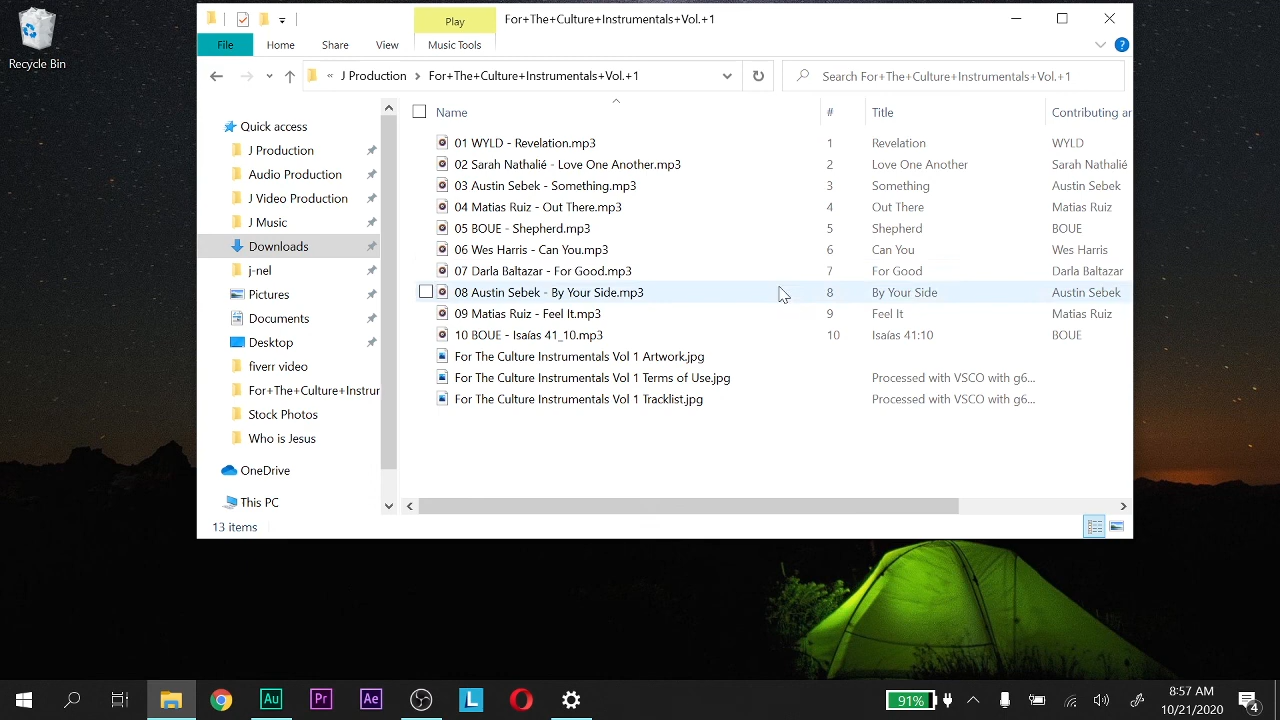 Recycle Bin
Play
For+The+Culture+Instrumentals+Vol.+1
File
Home
Share
View
Music Tools
« J Production > For+The+Culture+Instrumentals+Vol.+1
Search For+The+Culture+Instrumentals+Vol.+1
Quick access
J Production
Audio Production
J Video Production
J Music
Downloads
j-nel
Pictures
Documents
Desktop
fiverr video
For+The+Culture+Instrur
Stock Photos
Who is Jesus
OneDrive
This PC
Name # Title Contributing ar
01 WYLD - Revelation.mp3 1 Revelation WYLD
02 Sarah Nathalié - Love One Another.mp3 2 Love One Another Sarah Nathalié
03 Austin Sebek - Something.mp3 3 Something Austin Sebek
04 Matias Ruiz - Out There.mp3 4 Out There Matias Ruiz
05 BOUE - Shepherd.mp3 5 Shepherd BOUE
06 Wes Harris - Can You.mp3 6 Can You Wes Harris
07 Darla Baltazar - For Good.mp3 7 For Good Darla Baltazar
08 Austin Sebek - By Your Side.mp3 8 By Your Side Austin Sebek
09 Matias Ruiz - Feel It.mp3 9 Feel It Matias Ruiz
10 BOUE - Isaías 41_10.mp3 10 Isaías 41:10 BOUE
For The Culture Instrumentals Vol 1 Artwork.jpg
For The Culture Instrumentals Vol 1 Terms of Use.jpg Processed with VSCO with g6...
For The Culture Instrumentals Vol 1 Tracklist.jpg Processed with VSCO with g6...
13 items
Au
Pr
Ae
L
91%
8:57 AM
10/21/2020
4